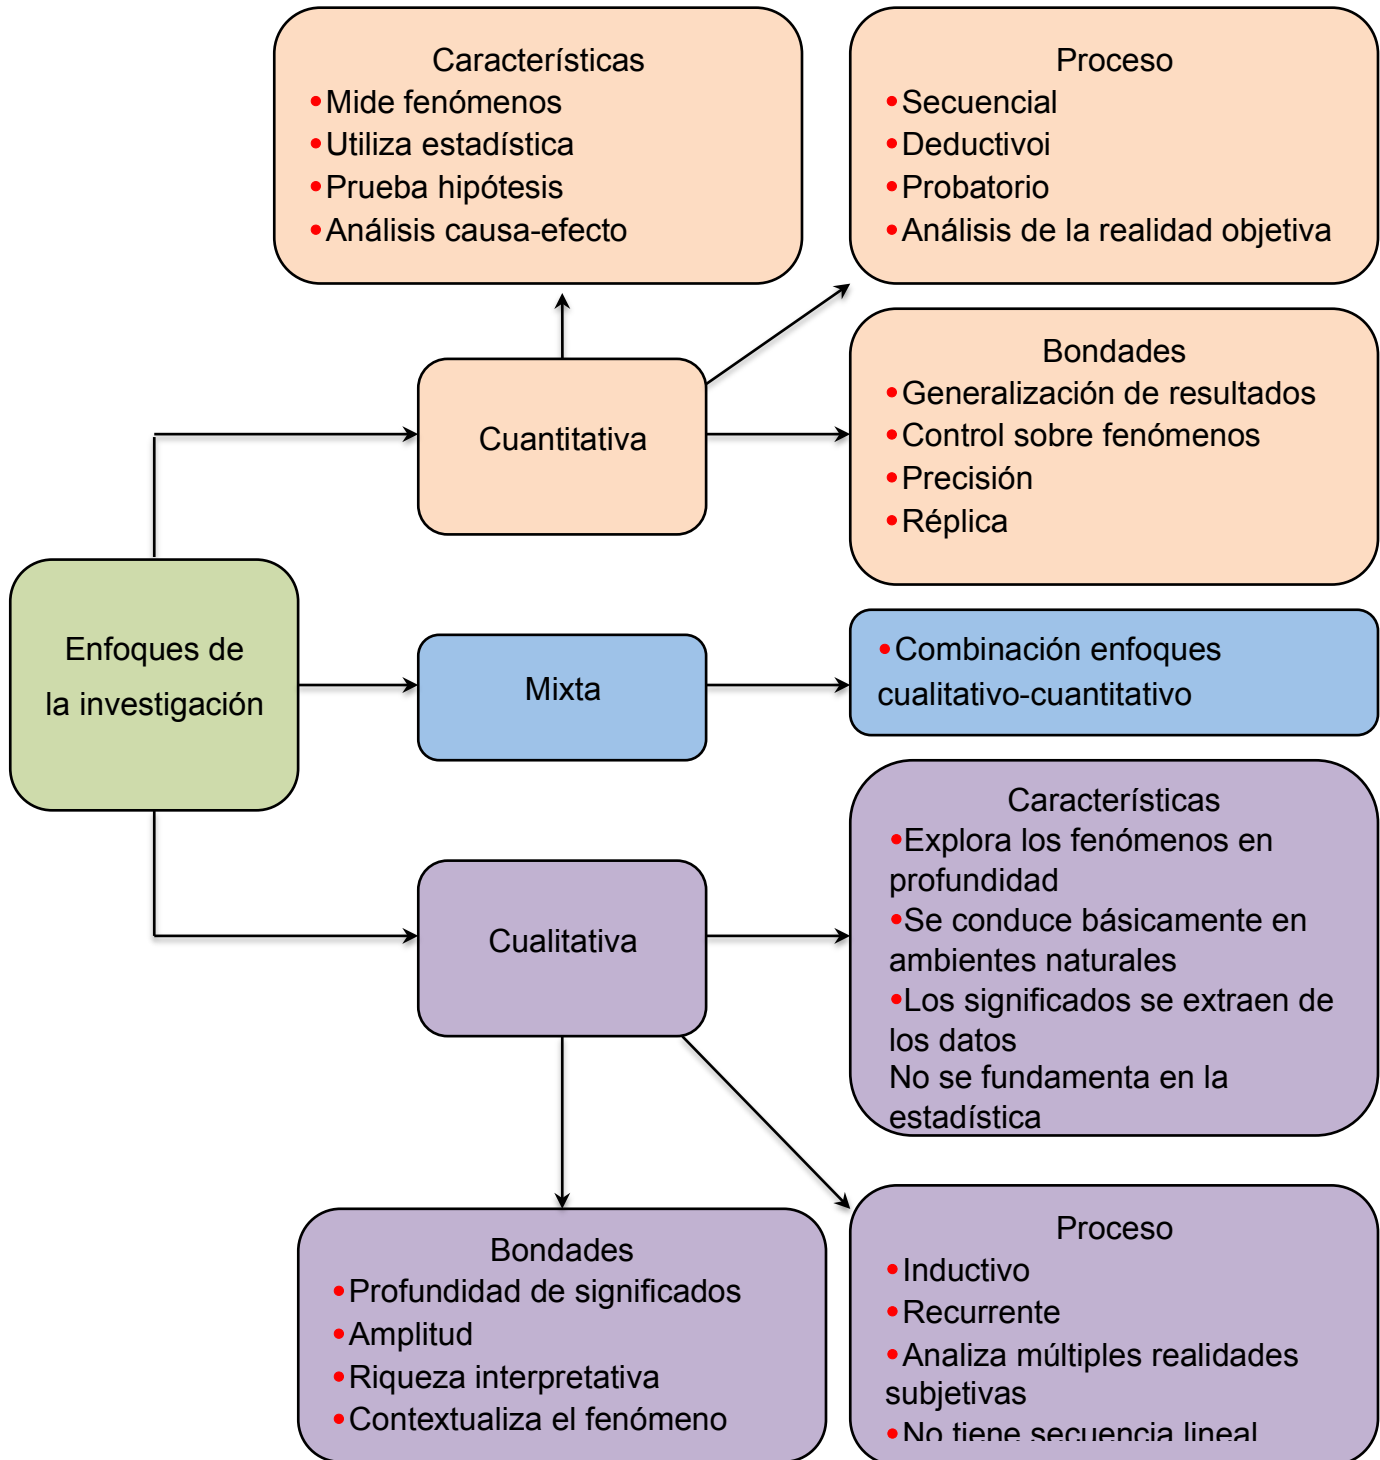 Características
•Mide fenómenos
•Utiliza estadística
•Prueba hipótesis
•Análisis causa-efecto
Proceso
•Secuencial
•Deductivoi
•Probatorio
•Análisis de la realidad objetiva
Bondades
•Generalización de resultados
•Control sobre fenómenos
•Precisión
•Réplica
Cuantitativa
Enfoques de
la investigación
Mixta
•Combinación enfoques
cualitativo-cuantitativo
Cualitativa
Características
•Explora los fenómenos en
profundidad
•Se conduce básicamente en
ambientes naturales
•Los significados se extraen de
los datos
No se fundamenta en la
estadística
Bondades
•Profundidad de significados
•Amplitud
•Riqueza interpretativa
•Contextualiza el fenómeno
Proceso
•Inductivo
•Recurrente
•Analiza múltiples realidades
subjetivas
•No tiene secuencia lineal